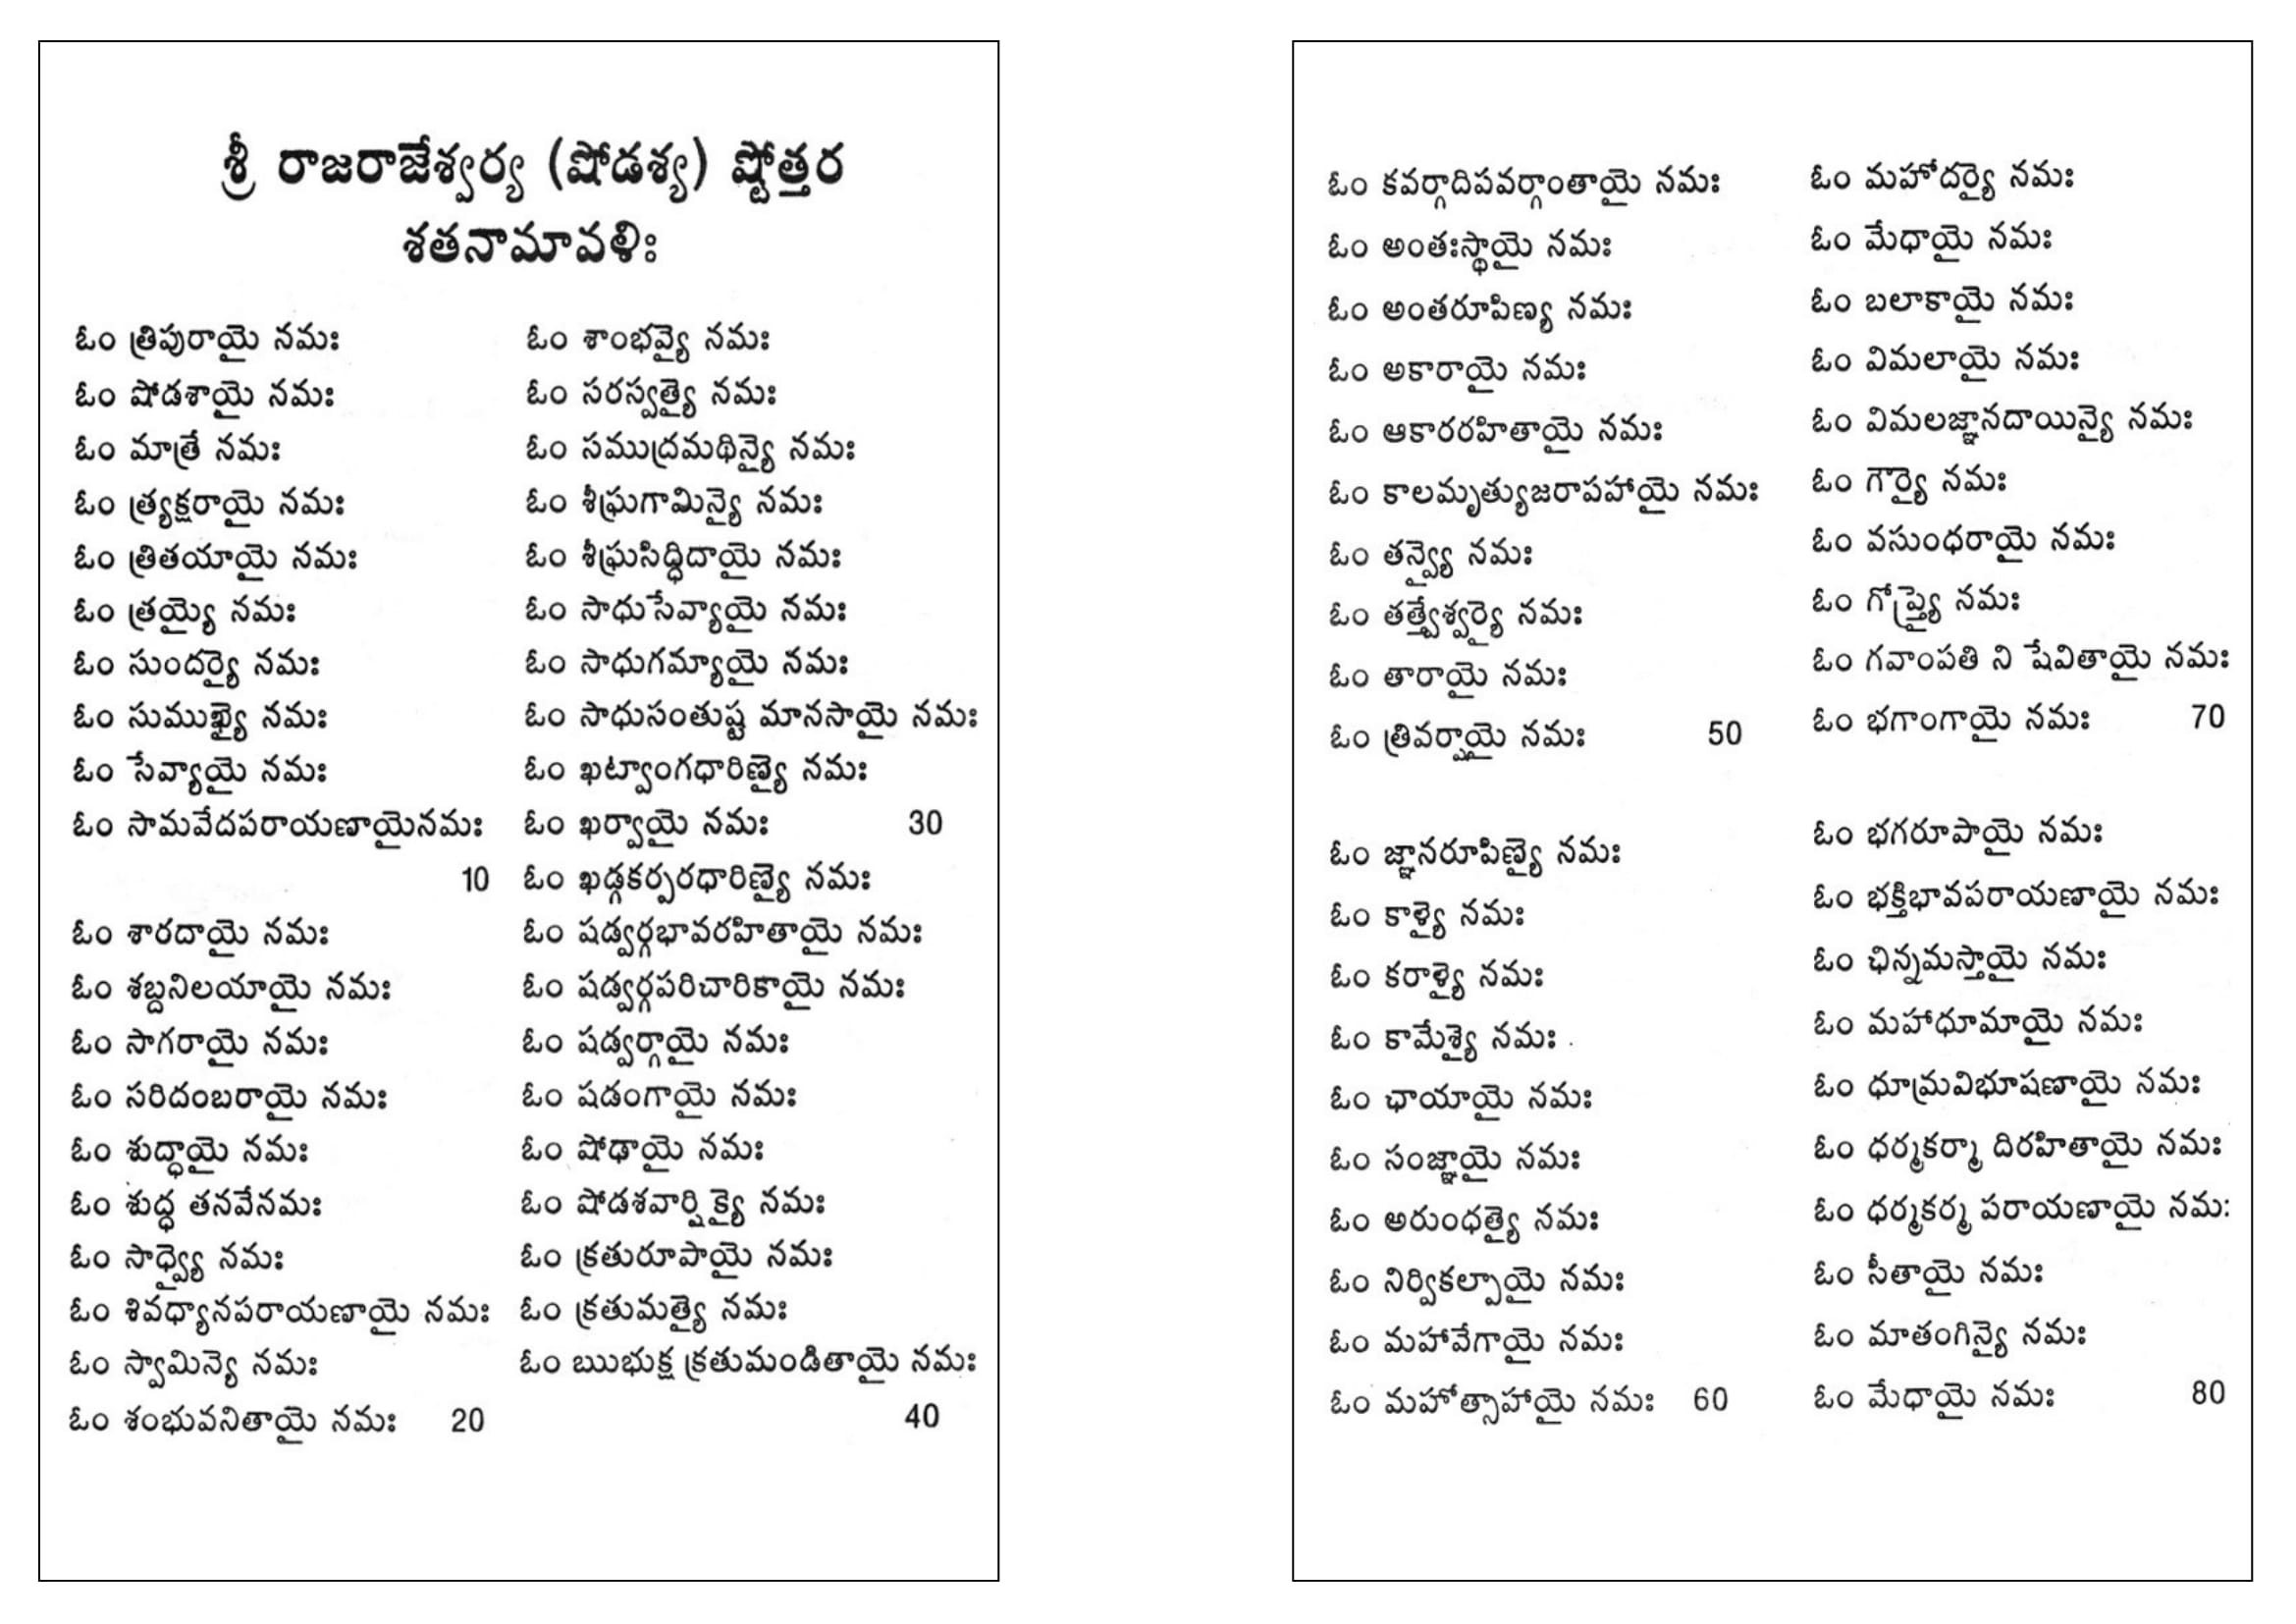 శ్రీ రాజరాజేశ్వర్య (షోడశ్య) ష్టోత్తర
శతనామావళిః
ఓం త్రిపురాయై నమః
ఓం షోడశాయై నమః
ఓం మాత్రే నమః
ఓం త్ర్యక్షరాయై నమః
ఓం త్రితయాయై నమః
ఓం త్రయ్యై నమః
ఓం సుందర్యై నమః
ఓం సుముఖ్యై నమః
ఓం సేవ్యాయై నమః
ఓం సామవేదపరాయణాయైనమః
10
ఓం శారదాయై నమః
ఓం శబ్దనిలయాయై నమః
ఓం సాగరాయై నమః
ఓం సరిదంబరాయై నమః
ఓం శుద్ధాయై నమః
ఓం శుద్ధ తనవేనమః
ఓం సాధ్వ్యై నమః
ఓం శివధ్యానపరాయణాయై నమః
ఓం స్వామిన్యై నమః
ఓం శంభువనితాయై నమః 20
ఓం శాంభవ్యై నమః
ఓం సరస్వత్యై నమః
ఓం సముద్రమథిన్యై నమః
ఓం శీఘ్రగామిన్యై నమః
ఓం శీఘ్రసిద్ధిదాయై నమః
ఓం సాధుసేవ్యాయై నమః
ఓం సాధుగమ్యాయై నమః
ఓం సాధుసంతుష్ట మానసాయై నమః
ఓం ఖట్వాంగధారిణ్యై నమః
ఓం ఖర్వాయై నమః 30
ఓం ఖడ్గకర్పరధారిణ్యై నమః
ఓం షడ్వర్గభావరహితాయై నమః
ఓం షడ్వర్గపరిచారికాయై నమః
ఓం షడ్వర్గాయై నమః
ఓం షడంగాయై నమః
ఓం షోఢాయై నమః
ఓం షోడశవార్షిక్యై నమః
ఓం క్రతురూపాయై నమః
ఓం క్రతుమత్యై నమః
ఓం ఋభుక్ష క్రతుమండితాయై నమః
40
ఓం కవర్గాదిపవర్గాంతాయై నమః
ఓం అంతఃస్థాయై నమః
ఓం అంతరూపిణ్య నమః
ఓం అకారాయై నమః
ఓం ఆకారరహితాయై నమః
ఓం కాలమృత్యుజరాపహాయై నమః
ఓం తన్వ్యై నమః
ఓం తత్త్వేశ్వర్యై నమః
ఓం తారాయై నమః
ఓం త్రివర్షాయై నమః 50
ఓం జ్ఞానరూపిణ్యై నమః
ఓం కాళ్యై నమః
ఓం కరాళ్యై నమః
ఓం కామేశ్యై నమః
ఓం ఛాయాయై నమః
ఓం సంజ్ఞాయై నమః
ఓం అరుంధత్యై నమః
ఓం నిర్వికల్పాయై నమః
ఓం మహావేగాయై నమః
ఓం మహోత్సాహాయై నమః 60
ఓం మహోదర్యై నమః
ఓం మేధాయై నమః
ఓం బలాకాయై నమః
ఓం విమలాయై నమః
ఓం విమలజ్ఞానదాయిన్యై నమః
ఓం గౌర్యై నమః
ఓం వసుంధరాయై నమః
ఓం గోప్త్ర్యై నమః
ఓం గవాంపతి ని షేవితాయై నమః
ఓం భగాంగాయై నమః 70
ఓం భగరూపాయై నమః
ఓం భక్తిభావపరాయణాయై నమః
ఓం ఛిన్నమస్తాయై నమః
ఓం మహాధూమాయై నమః
ఓం ధూమ్రవిభూషణాయై నమః
ఓం ధర్మకర్మా దిరహితాయై నమః
ఓం ధర్మకర్మ పరాయణాయై నమః
ఓం సీతాయై నమః
ఓం మాతంగిన్యై నమః
ఓం మేధాయై నమః 80